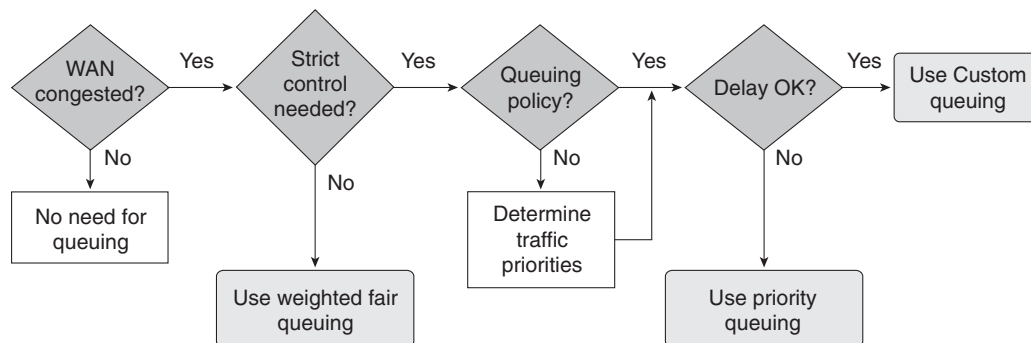 WAN
congested?
Yes
No
No need for
queuing
Strict
control
needed?
Yes
No
Use weighted fair
queuing
Queuing
policy?
Yes
No
Determine
traffic
priorities
Delay OK?
Yes
No
Use priority
queuing
Use Custom
queuing